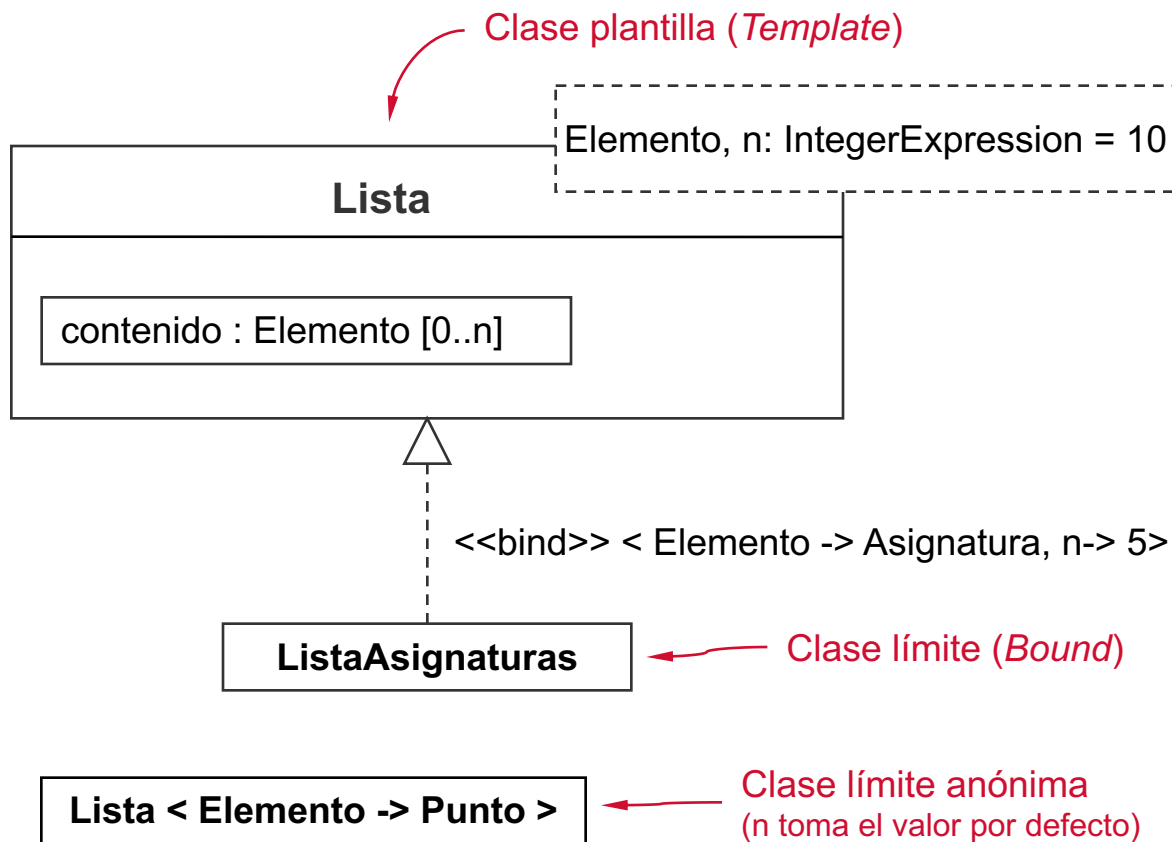 Clase plantilla (Template)
Elemento, n: IntegerExpression = 10
Lista
contenido : Elemento [0..n]
<<bind>> < Elemento -> Asignatura, n-> 5>
ListaAsignaturas
Clase límite (Bound)
Lista < Elemento -> Punto >
Clase límite anónima
(n toma el valor por defecto)